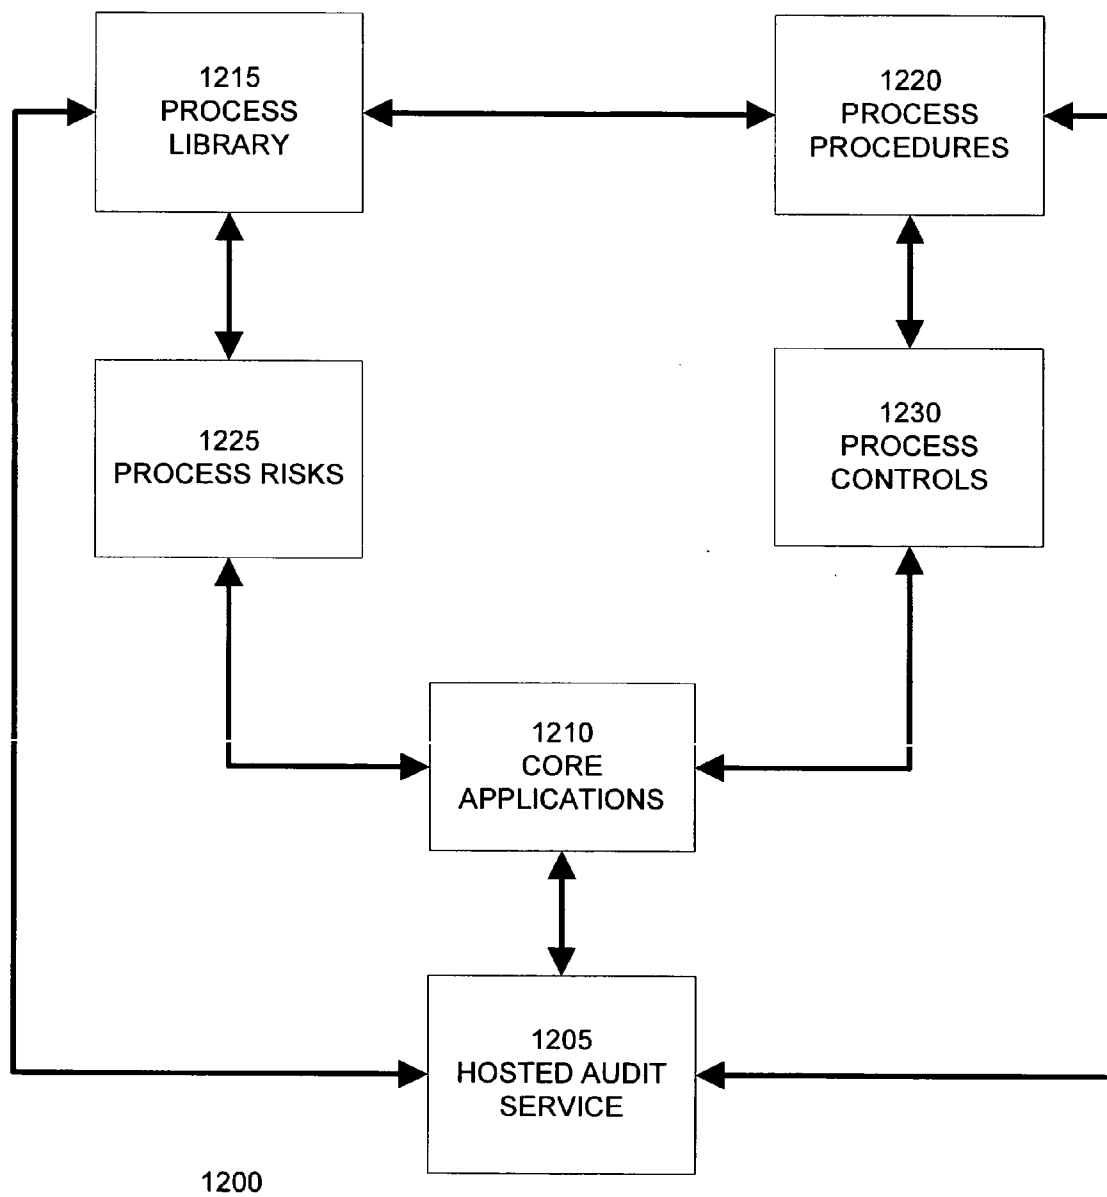 1215
PROCESS
LIBRARY
1220
PROCESS
PROCEDURES
1225
PROCESS RISKS
1230
PROCESS
CONTROLS
1210
CORE
APPLICATIONS
1205
HOSTED AUDIT
SERVICE
1200